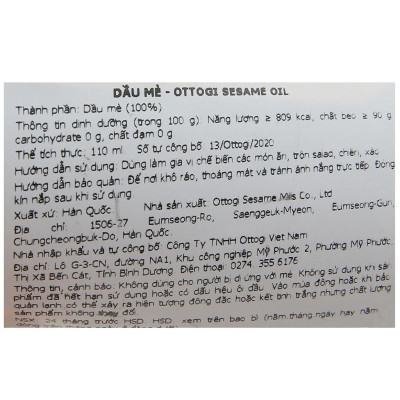 DẦU MÈ - OTTOGI SESAME OIL
Thành phần: Dầu mè (100%)
Thông tin dinh dưỡng (trong 100 g): Năng lượng ≥ 809 kcal, chất béo ≥ 90 g
carbohydrate 0 g, chất đạm 0 g
Thể tích thực: 110 ml Số tự công bố: 13/Ottogi/2020
Hướng dẫn sử dụng: Dùng làm gia vị chế biến các món ăn, trộn salad, chiên, xào
Hướng dẫn bảo quản: Để nơi khô ráo, thoáng mát và tránh ánh nắng trực tiếp. Đóng
kín nắp sau khi sử dụng
Xuất xứ: Hàn Quốc Nhà sản xuất: Ottogi Sesame Mills Co., Ltd
Địa chỉ: 1506-27 Eumseong-Ro, Saenggeuk-Myeon, Eumseong-Gun,
Chungcheongbuk-Do, Hàn Quốc.
Nhà nhập khẩu và tự công bố: Công Ty TNHH Ottogi Việt Nam
Địa chỉ: Lô G-3-CN, đường NA1, Khu công nghiệp Mỹ Phước 2, Phường Mỹ Phước,
Thị Xã Bến Cát, Tỉnh Bình Dương Điện thoại: 0274 355 6176
Thông tin, cảnh báo: Không dùng cho người bị dị ứng với mè. Không sử dụng khi sản
phẩm đã hết hạn sử dụng hoặc có dấu hiệu ôi dầu. Vào mùa đông hoặc khi bảo
quản lạnh có thể xảy ra hiện tượng đông đặc hoặc kết tinh trắng nhưng chất lượng
sản phẩm không thay đổi.
NSX: 24 tháng trước HSD. HSD: xem trên bao bì (năm.tháng.ngày hay năm